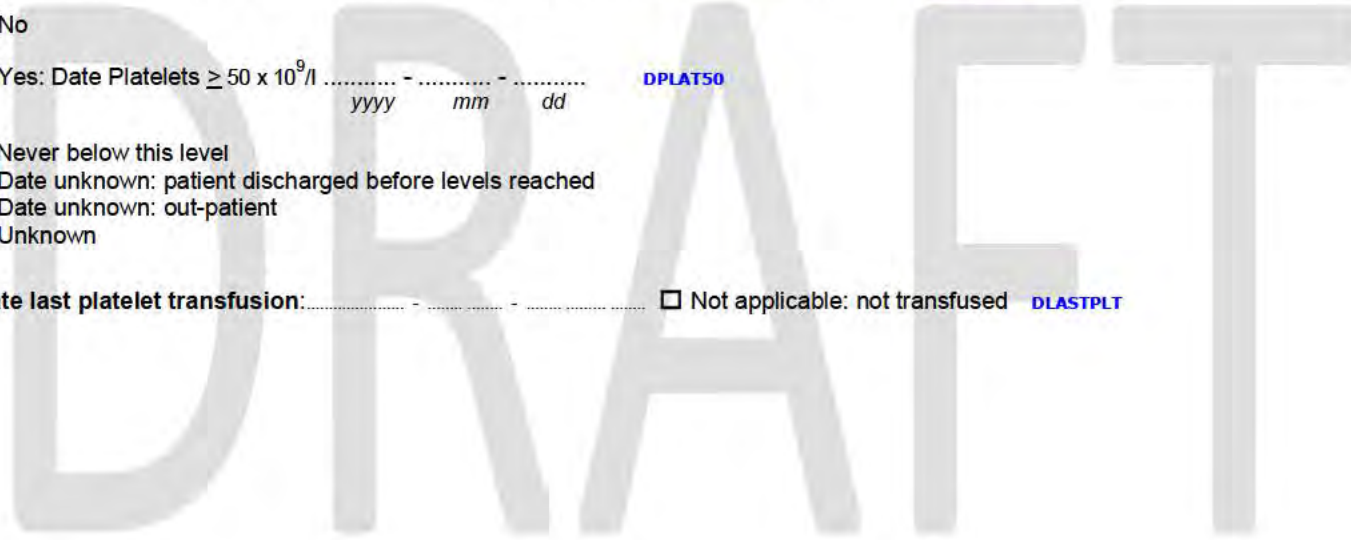 No
Yes: Date Platelets ≥ 50 x 10⁹/l ........... - ........... - ........... DPLAT50
yyyy mm dd
Never below this level
Date unknown: patient discharged before levels reached
Date unknown: out-patient
Unknown
te last platelet transfusion:........................ - ........ ........ - ........ ........ ........ ☐ Not applicable: not transfused DLASTPLT
DRAFT